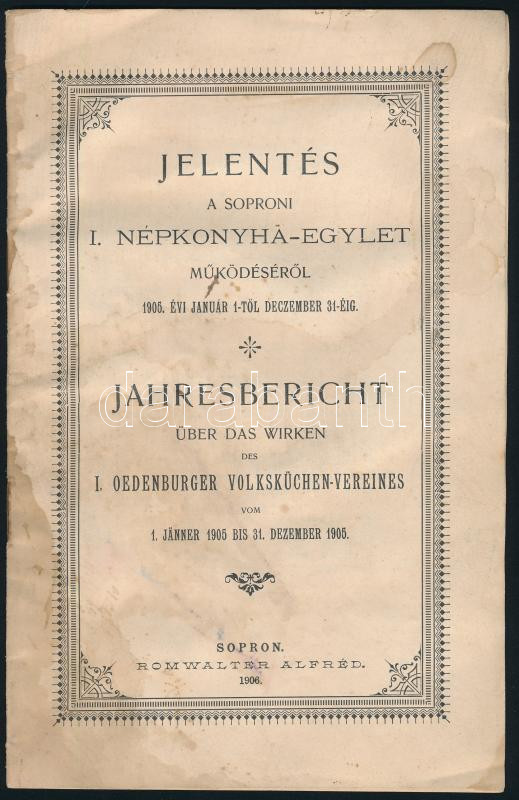 JELENTÉS
A SOPRONI
I. NÉPKONYHA-EGYLET
MŰKÖDÉSÉRŐL
1905. ÉVI JANUÁR 1-TŐL DECZEMBER 31-ÉIG.
JAHRESBERICHT
darabanth
ÜBER DAS WIRKEN
DES
I. OEDENBURGER VOLKSKÜCHEN-VEREINES
VOM
1. JÄNNER 1905 BIS 31. DEZEMBER 1905.
SOPRON.
ROMWALTER ALFRÉD.
1906.